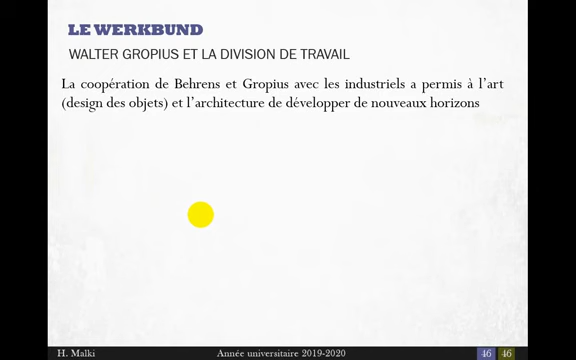 LE WERKBUND
WALTER GROPIUS ET LA DIVISION DE TRAVAIL
La coopération de Behrens et Gropius avec les industriels a permis à l’art
(design des objets) et l’architecture de développer de nouveaux horizons
H. Malki Année universitaire 2019-2020 46 46